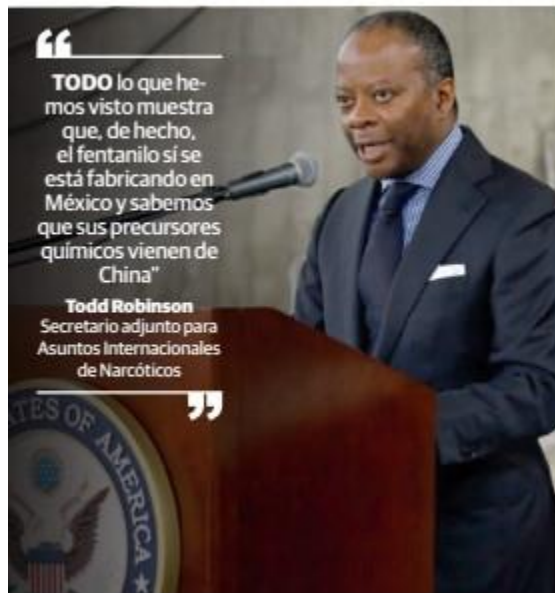 “
TODO lo que he-
mos visto muestra
que, de hecho,
el fentanilo sí se
está fabricando en
México y sabemos
que sus precursores
químicos vienen de
China”
Todd Robinson
Secretario adjunto para
Asuntos Internacionales
de Narcóticos
”
TES OF AMERICA